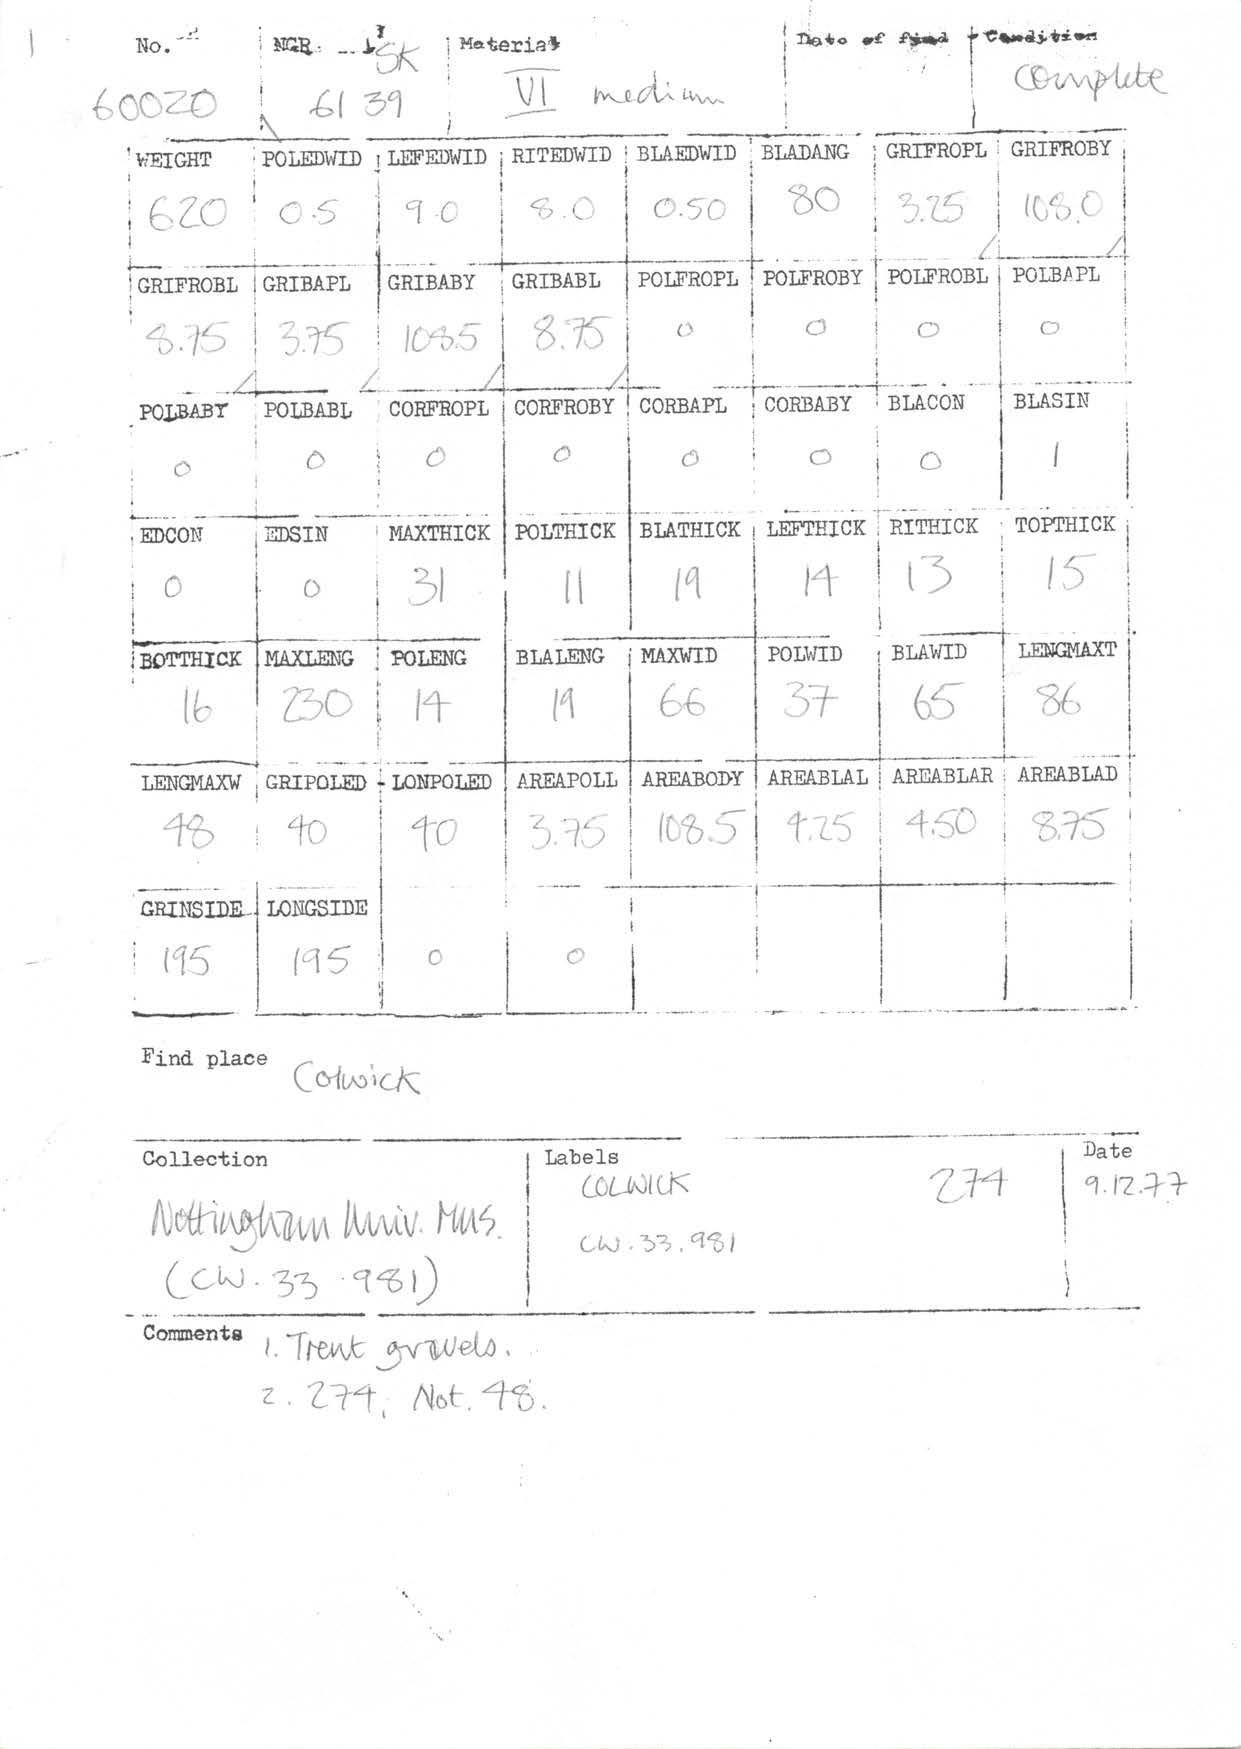 No. NGR. SK Material Date of find Condition
60020 61 39 VI medium complete
WEIGHT POLEDWID LEFEDWID RITEDWID BLAEDWID BLADANG GRIFROPL GRIFROBY
620 0.5 9.0 8.0 0.50 80 3.25 108.0
GRIFROBL GRIBAPL GRIBABY GRIBABL POLFROPL POLFROBY POLFROBL POLBAPL
8.75 3.75 108.5 8.75 0 0 0 0
POLBABY POLBABL CORFROPL CORFROBY CORBAPL CORBABY BLACON BLASIN
0 0 0 0 0 0 0 1
EDCON EDSIN MAXTHICK POLTHICK BLATHICK LEFTHICK RITHICK TOPTHICK
0 0 31 11 19 14 13 15
BOTTHICK MAXLENG POLENG BLALENG MAXWID POLWID BLAWID LENGMAXT
16 230 14 19 66 37 65 86
LENGMAXW GRIPOLED LONPOLED AREAPOLL AREABODY AREABLAL AREABLAR AREABLAD
48 40 40 3.75 108.5 4.25 4.50 8.75
GRINSIDE LONGSIDE
195 195 0 0
Find place Colwick
Collection Labels Date
COLWICK 274 9.12.77
Nottingham Univ. Mus.
CW.33.981
(CW.33.981)
Comments 1. Trent gravels.
2. 274, Not. 48.